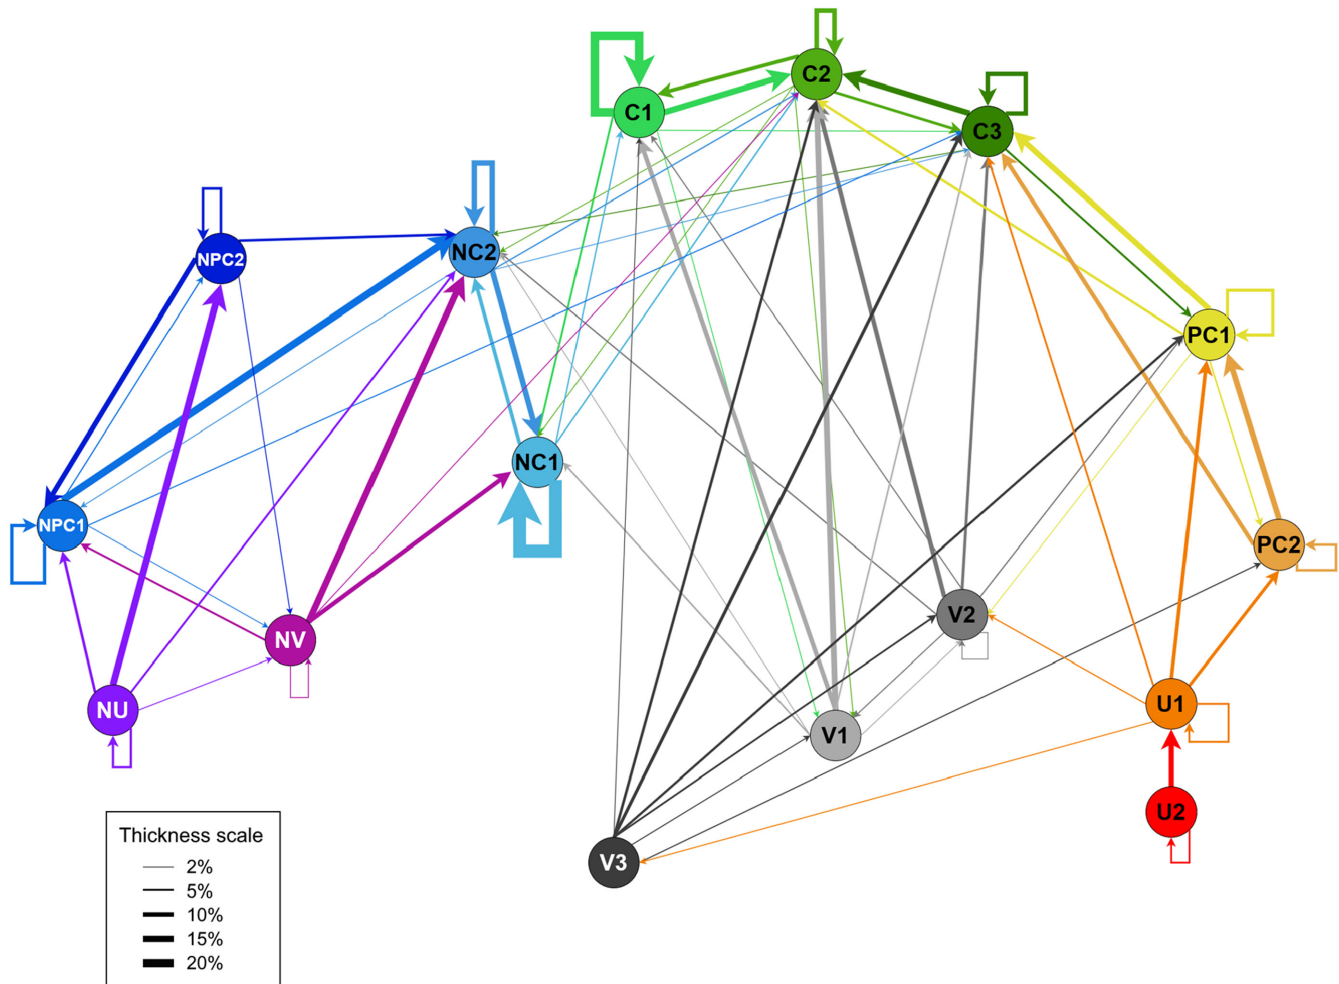 C2
C1
C3
NC2
NPC2
PC1
NC1
NPC1
PC2
V2
NV
U1
NU
V1
U2
V3
Thickness scale
2%
5%
10%
15%
20%